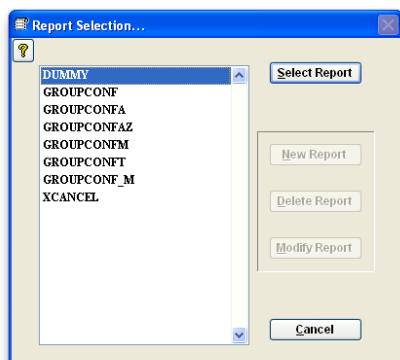 Report Selection...
?
DUMMY
GROUPCONF
GROUPCONFA
GROUPCONFAZ
GROUPCONFM
GROUPCONFT
GROUPCONF_M
XCANCEL
Select Report
New Report
Delete Report
Modify Report
Cancel